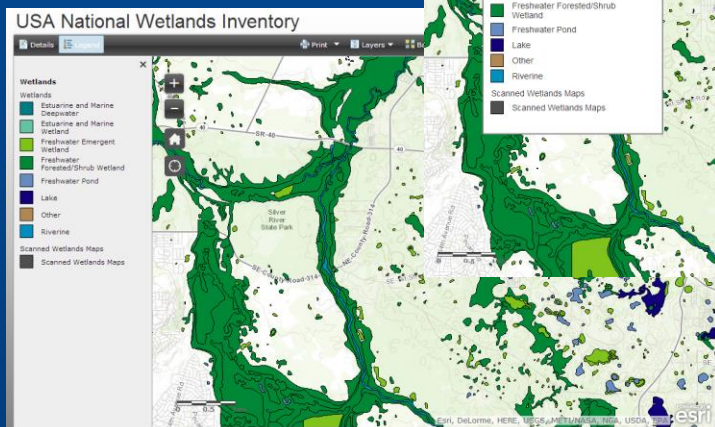 USA National Wetlands Inventory
Details
Legend
Print
Layers
Wetlands
Wetlands
Estuarine and Marine
Deepwater
Estuarine and Marine
Wetland
Freshwater Emergent
Wetland
Freshwater
Forested/Shrub Wetland
Freshwater Pond
Lake
Other
Riverine
Scanned Wetlands Maps
Scanned Wetlands Maps
SR-40
40
40
Silver
River
State Park
NE-County-Road-314
SE-County-Road-314
0.5
Freshwater Forested/Shrub
Wetland
Freshwater Pond
Lake
Other
Riverine
Scanned Wetlands Maps
Scanned Wetlands Maps
Esri, DeLorme, HERE, USGS, METI/NASA, NGA, USDA, EPA
esri